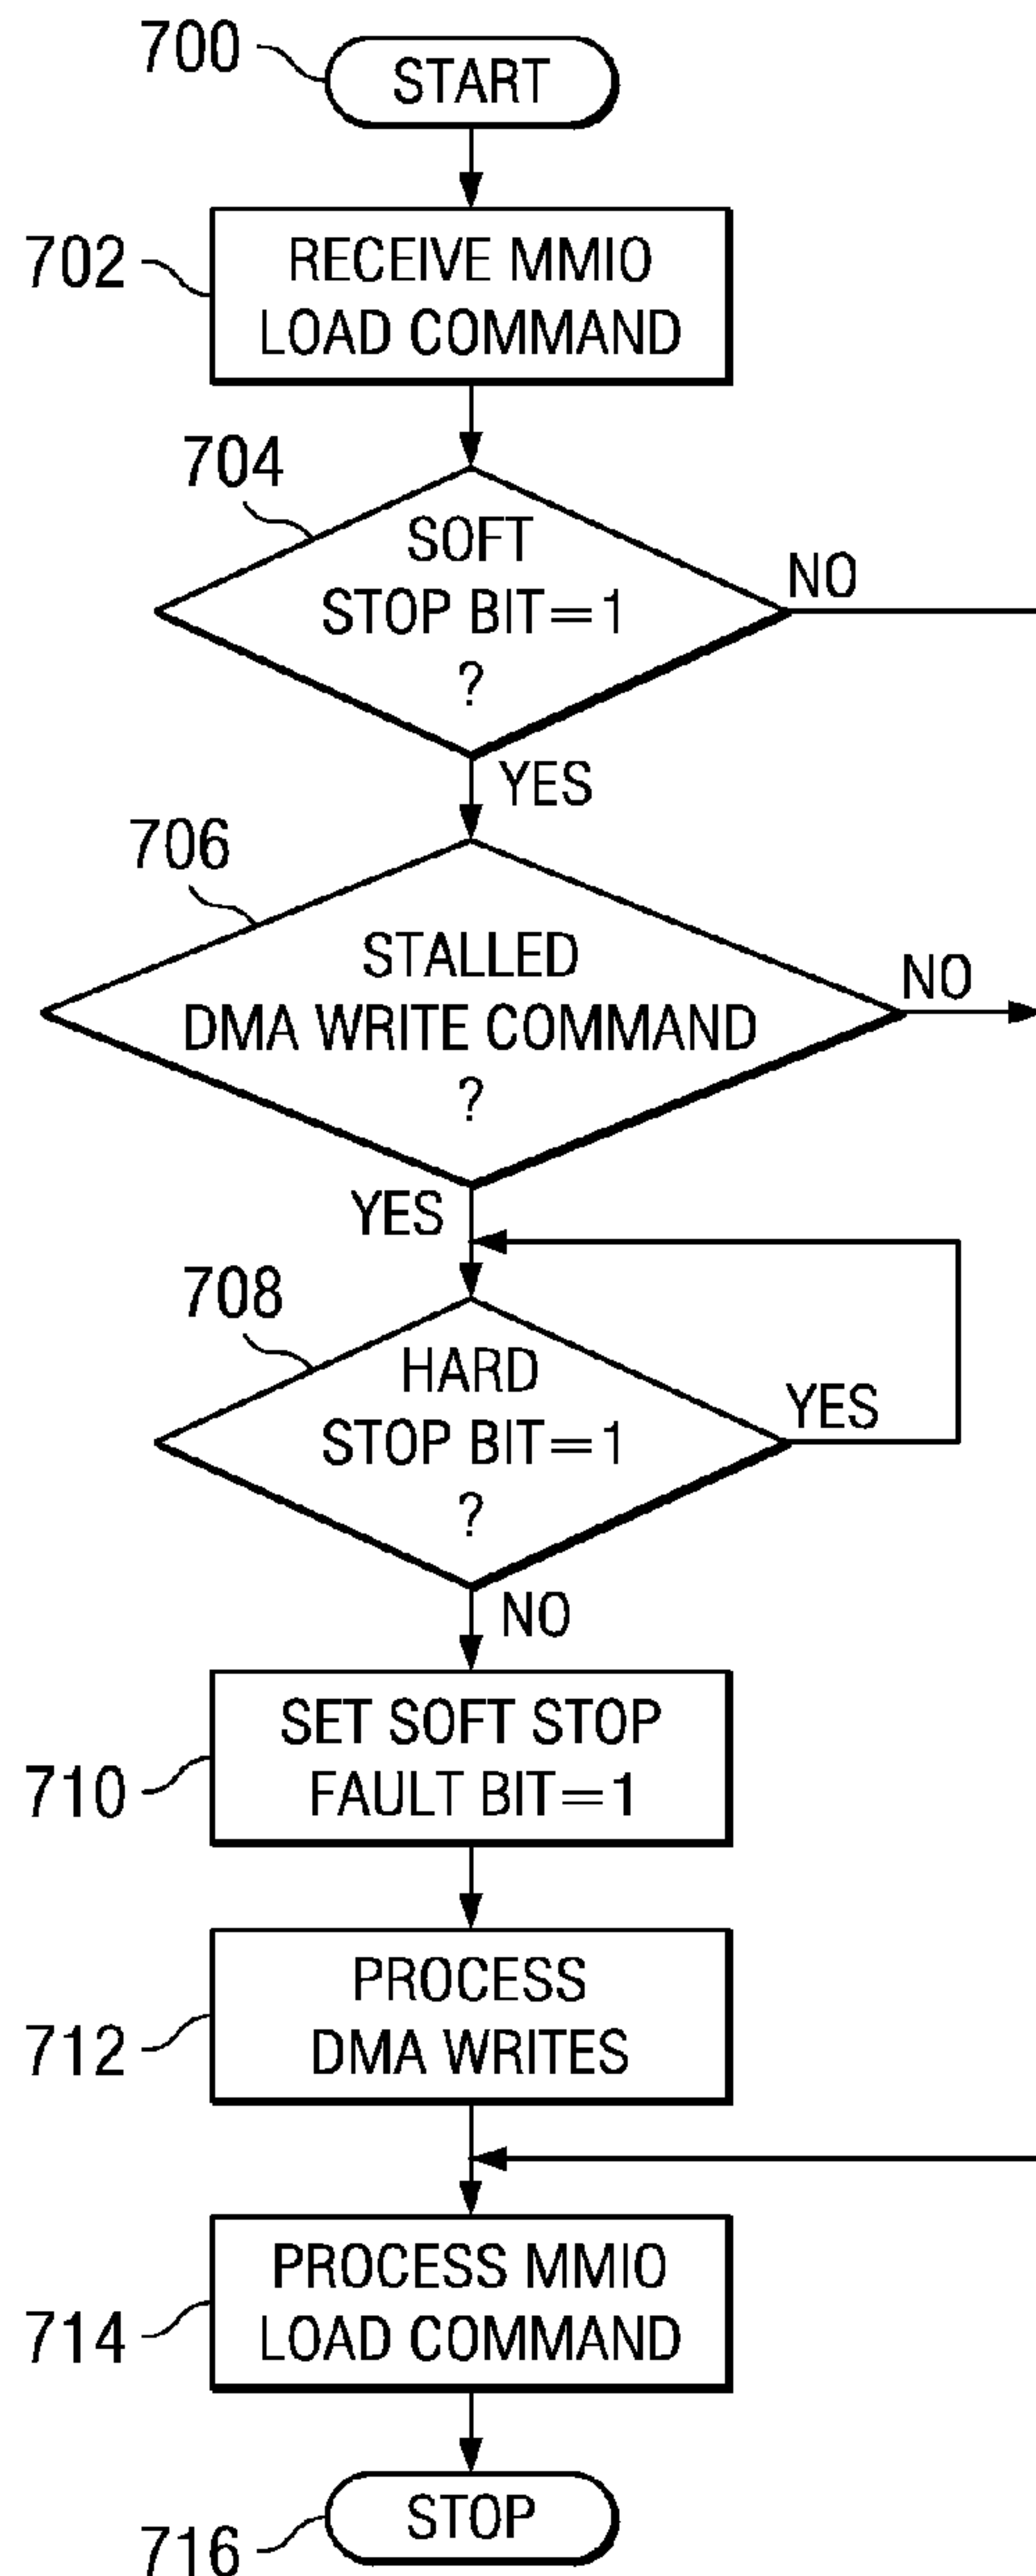 700
START
702
RECEIVE MMIO
LOAD COMMAND
704
SOFT
STOP BIT=1
?
NO
YES
706
STALLED
DMA WRITE COMMAND
?
NO
YES
708
HARD
STOP BIT=1
?
YES
NO
SET SOFT STOP
FAULT BIT=1
710
PROCESS
DMA WRITES
712
PROCESS MMIO
LOAD COMMAND
714
STOP
716